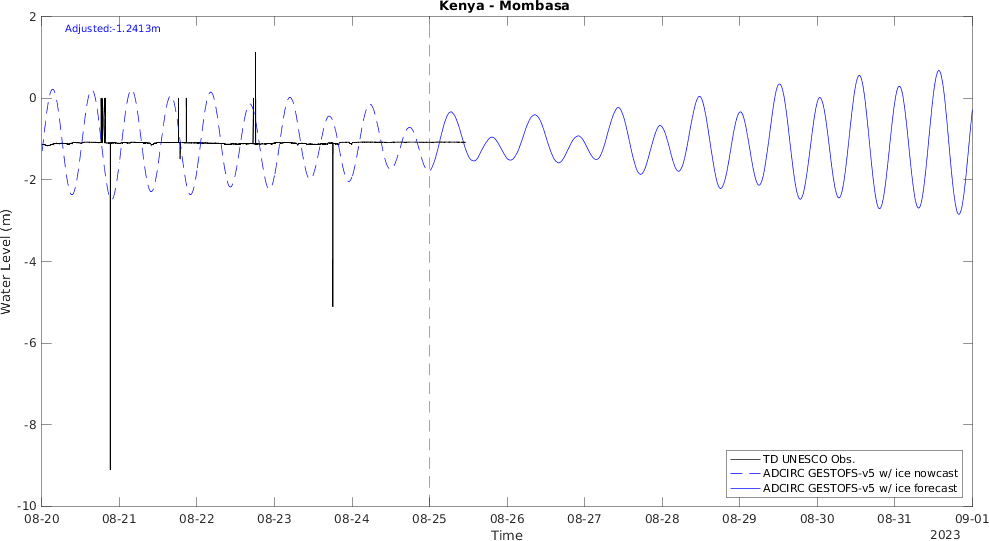 Kenya - Mombasa
Adjusted:-1.2413m
2
0
-2
-4
-6
-8
-10
Water Level (m)
TD UNESCO Obs.
ADCIRC GESTOFS-v5 w/ ice nowcast
ADCIRC GESTOFS-v5 w/ ice forecast
08-20 08-21 08-22 08-23 08-24 08-25 08-26 08-27 08-28 08-29 08-30 08-31 09-01
Time
2023